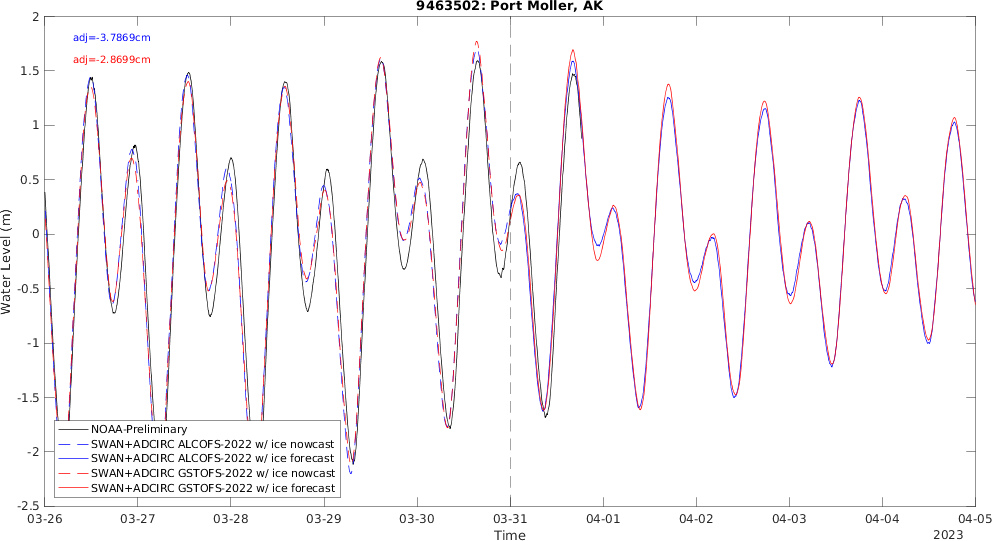 9463502: Port Moller, AK
adj=-3.7869cm
adj=-2.8699cm
2
1.5
1
0.5
0
-0.5
-1
-1.5
-2
-2.5
Water Level (m)
NOAA-Preliminary
SWAN+ADCIRC ALCOFS-2022 w/ ice nowcast
SWAN+ADCIRC ALCOFS-2022 w/ ice forecast
SWAN+ADCIRC GSTOFS-2022 w/ ice nowcast
SWAN+ADCIRC GSTOFS-2022 w/ ice forecast
03-26 03-27 03-28 03-29 03-30 03-31 04-01 04-02 04-03 04-04 04-05
Time
2023